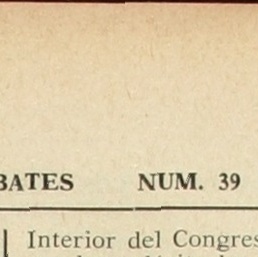 BATES NUM. 39
Interior del Congres